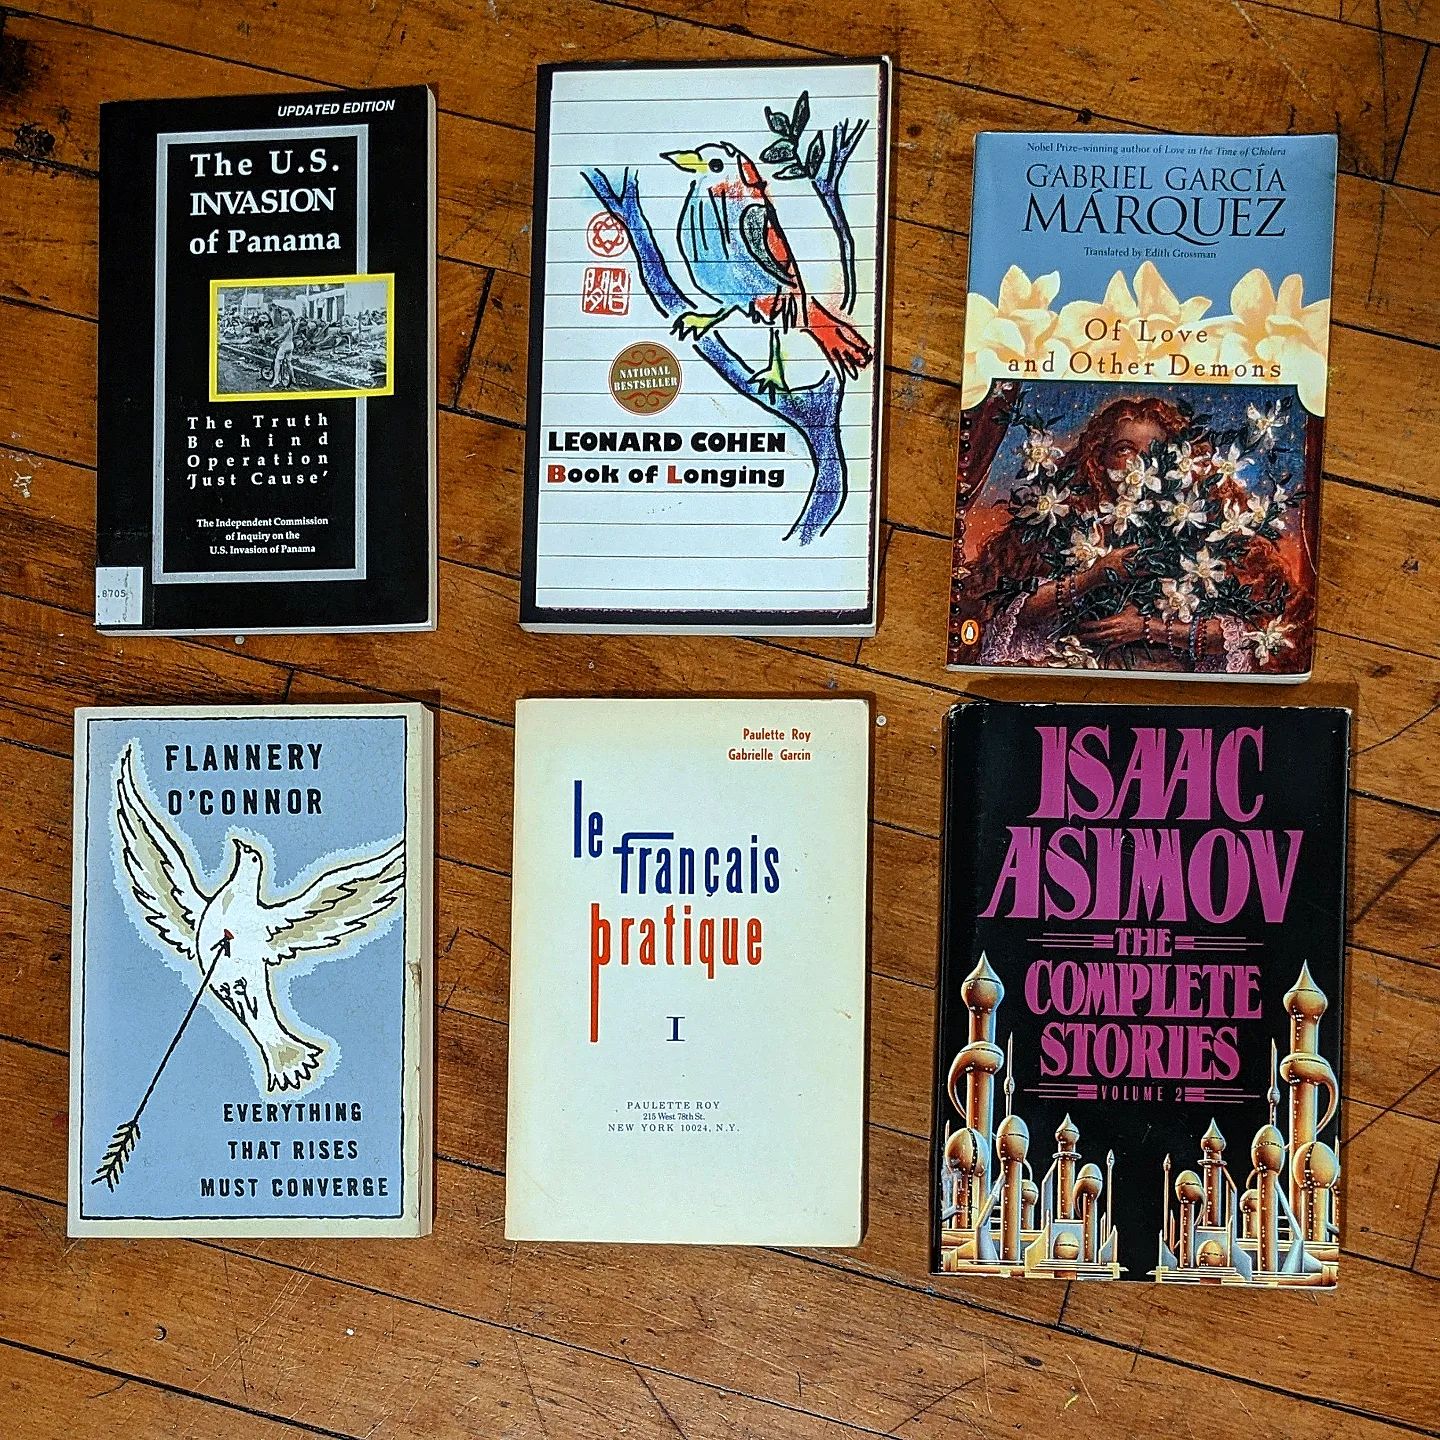 UPDATED EDITION
The U.S.
INVASION
of Panama
The Truth
Behind
Operation
'Just Cause'
The Independent Commission
of Inquiry on the
U.S. Invasion of Panama
.8705
NATIONAL
BESTSELLER
LEONARD COHEN
Book of Longing
Nobel Prize–winning author of Love in the Time of Cholera
GABRIEL GARCÍA
MÁRQUEZ
Translated by Edith Grossman
Of Love
and Other Demons
FLANNERY
O'CONNOR
EVERYTHING
THAT RISES
MUST CONVERGE
Paulette Roy
Gabrielle Garcin
le
français
pratique
I
PAULETTE ROY
215 West 78th St.
NEW YORK 10024, N.Y.
ISAAC
ASIMOV
THE
COMPLETE
STORIES
VOLUME 2